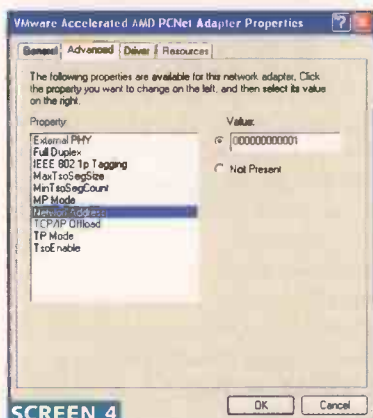 VMware Accelerated AMD PCNet Adapter Properties
General Advanced Driver Resources
The following properties are available for this network adapter. Click
the property you want to change on the left, and then select its value
on the right.
Property: Value:
External PHY
Full Duplex
IEEE 802 1p Tagging
MaxTsoSegSize
MinTsoSegCount
MP Mode
Network Address
TCP/IP Offload
TP Mode
TsoEnable
000000000001
Not Present
OK Cancel
SCREEN 4